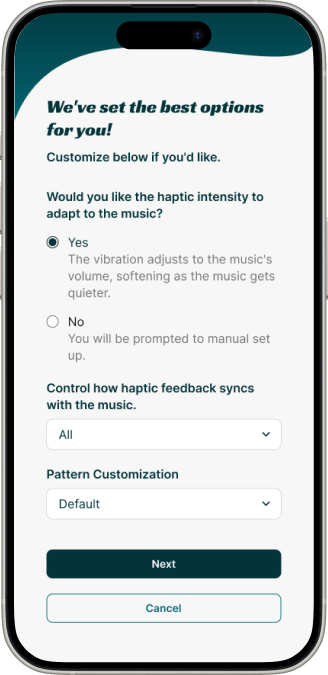 We've set the best options
for you!
Customize below if you'd like.
Would you like the haptic intensity to
adapt to the music?
Yes
The vibration adjusts to the music's
volume, softening as the music gets
quieter.
No
You will be prompted to manual set
up.
Control how haptic feedback syncs
with the music.
All
Pattern Customization
Default
Next
Cancel